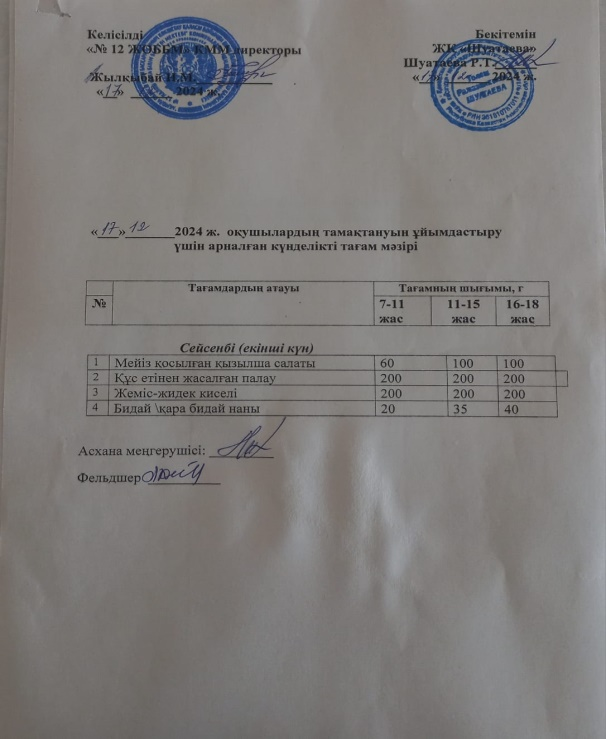 Келісілді
«№ 12 ЖОББМ» КММ директоры
Жылқыбай И.М.
«17» 2024 ж.
Бекітемін
ЖК «Шуатаева»
Шуатаева Р.Т.
«17» 2024 ж.
ШУАТАЕВА
«17» 12 2024 ж. оқушылардың тамақтануын ұйымдастыру
үшін арналған күнделікті тағам мәзірі
№ Тағамдардың атауы Тағамның шығымы, г
7-11 жас 11-15 жас 16-18 жас
Сейсенбі (екінші күн)
1 Мейіз қосылған қызылша салаты 60 100 100
2 Құс етінен жасалған палау 200 200 200
3 Жеміс-жидек киселі 200 200 200
4 Бидай \қара бидай наны 20 35 40
Асхана меңгерушісі:
Фельдшер